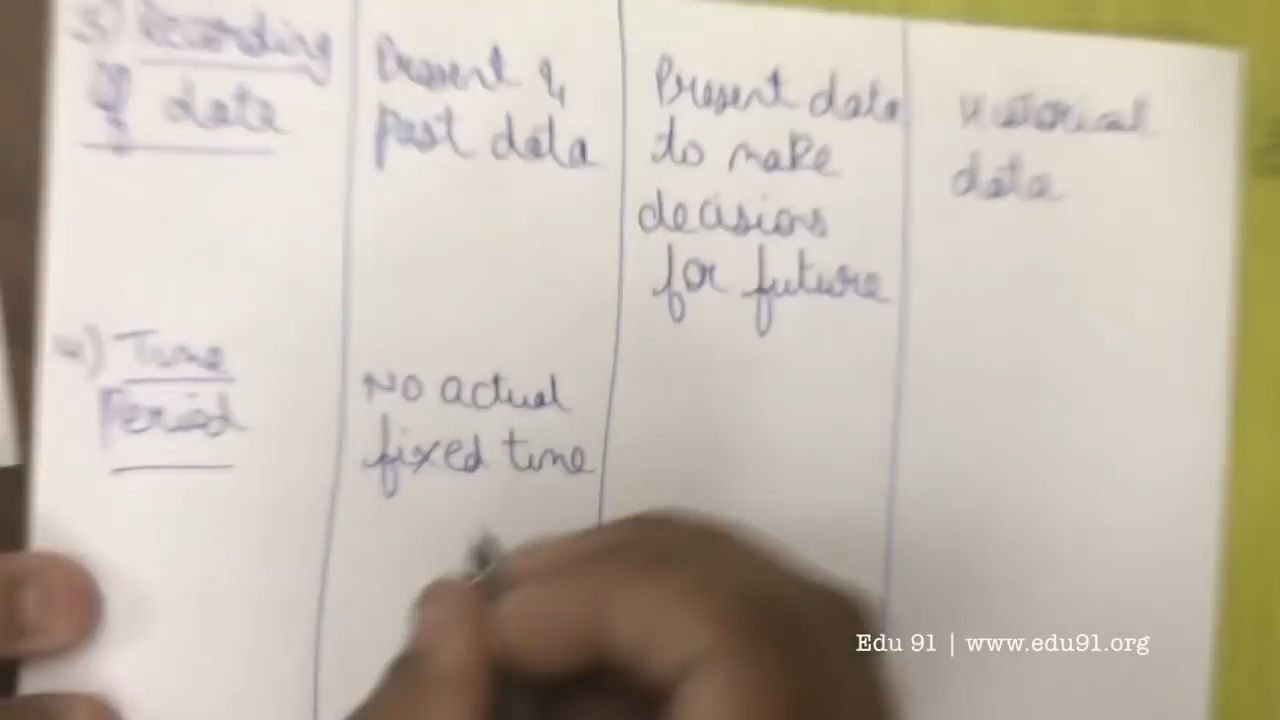 3) Recording
of data
Present &
past data
Present data
to make
decisions
for future
Historical
data
4) Time
Period
No actual
fixed time
Edu 91 | www.edu91.org